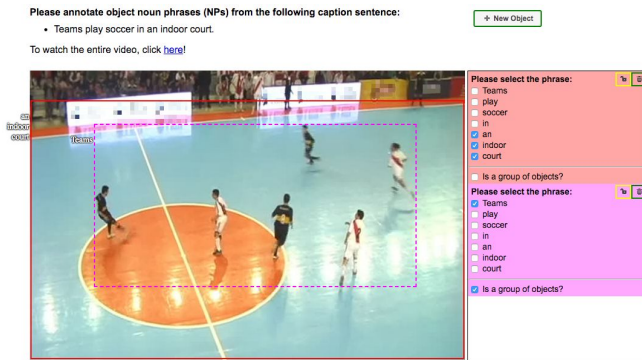 Please annotate object noun phrases (NPs) from the following caption sentence:
+ New Object
• Teams play soccer in an indoor court.
To watch the entire video, click here!
an
indoor
court
Teams
Please select the phrase:
Teams
play
soccer
in
an
indoor
court
Is a group of objects?
Please select the phrase:
Teams
play
soccer
in
an
indoor
court
Is a group of objects?